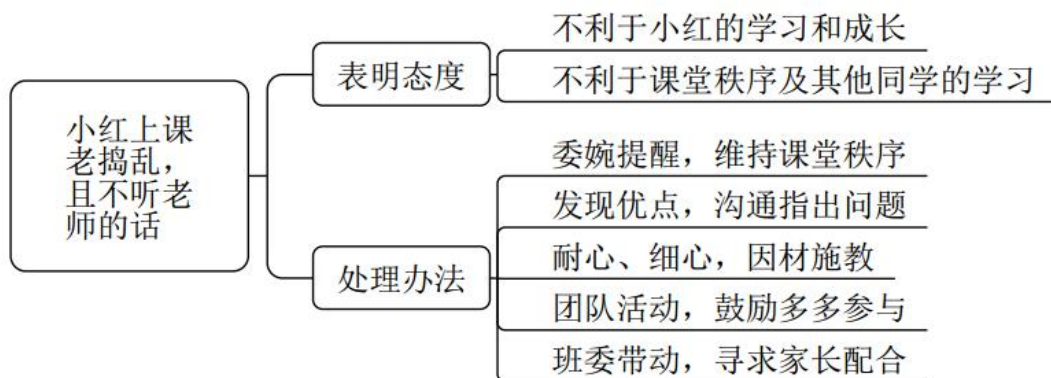 小红上课
老捣乱，
且不听老
师的话
表明态度
不利于小红的学习和成长
不利于课堂秩序及其他同学的学习
处理办法
委婉提醒，维持课堂秩序
发现优点，沟通指出问题
耐心、细心，因材施教
团队活动，鼓励多多参与
班委带动，寻求家长配合